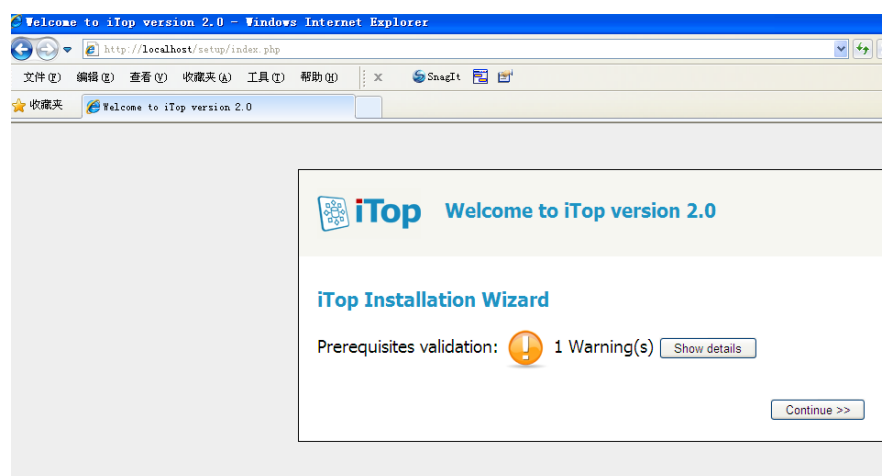 Welcome to iTop version 2.0 - Windows Internet Explorer
http://localhost/setup/index.php
文件(F) 编辑(E) 查看(V) 收藏夹(A) 工具(T) 帮助(H) x SnagIt
收藏夹 Welcome to iTop version 2.0
iTop Welcome to iTop version 2.0
iTop Installation Wizard
Prerequisites validation: 1 Warning(s) Show details
Continue >>